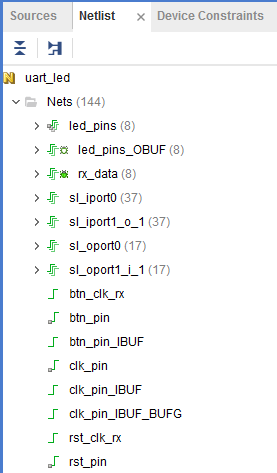 Sources Netlist × Device Constraints
uart_led
Nets (144)
led_pins (8)
led_pins_OBUF (8)
rx_data (8)
sl_iport0 (37)
sl_iport1_o_1 (37)
sl_oport0 (17)
sl_oport1_i_1 (17)
btn_clk_rx
btn_pin
btn_pin_IBUF
clk_pin
clk_pin_IBUF
clk_pin_IBUF_BUFG
rst_clk_rx
rst_pin